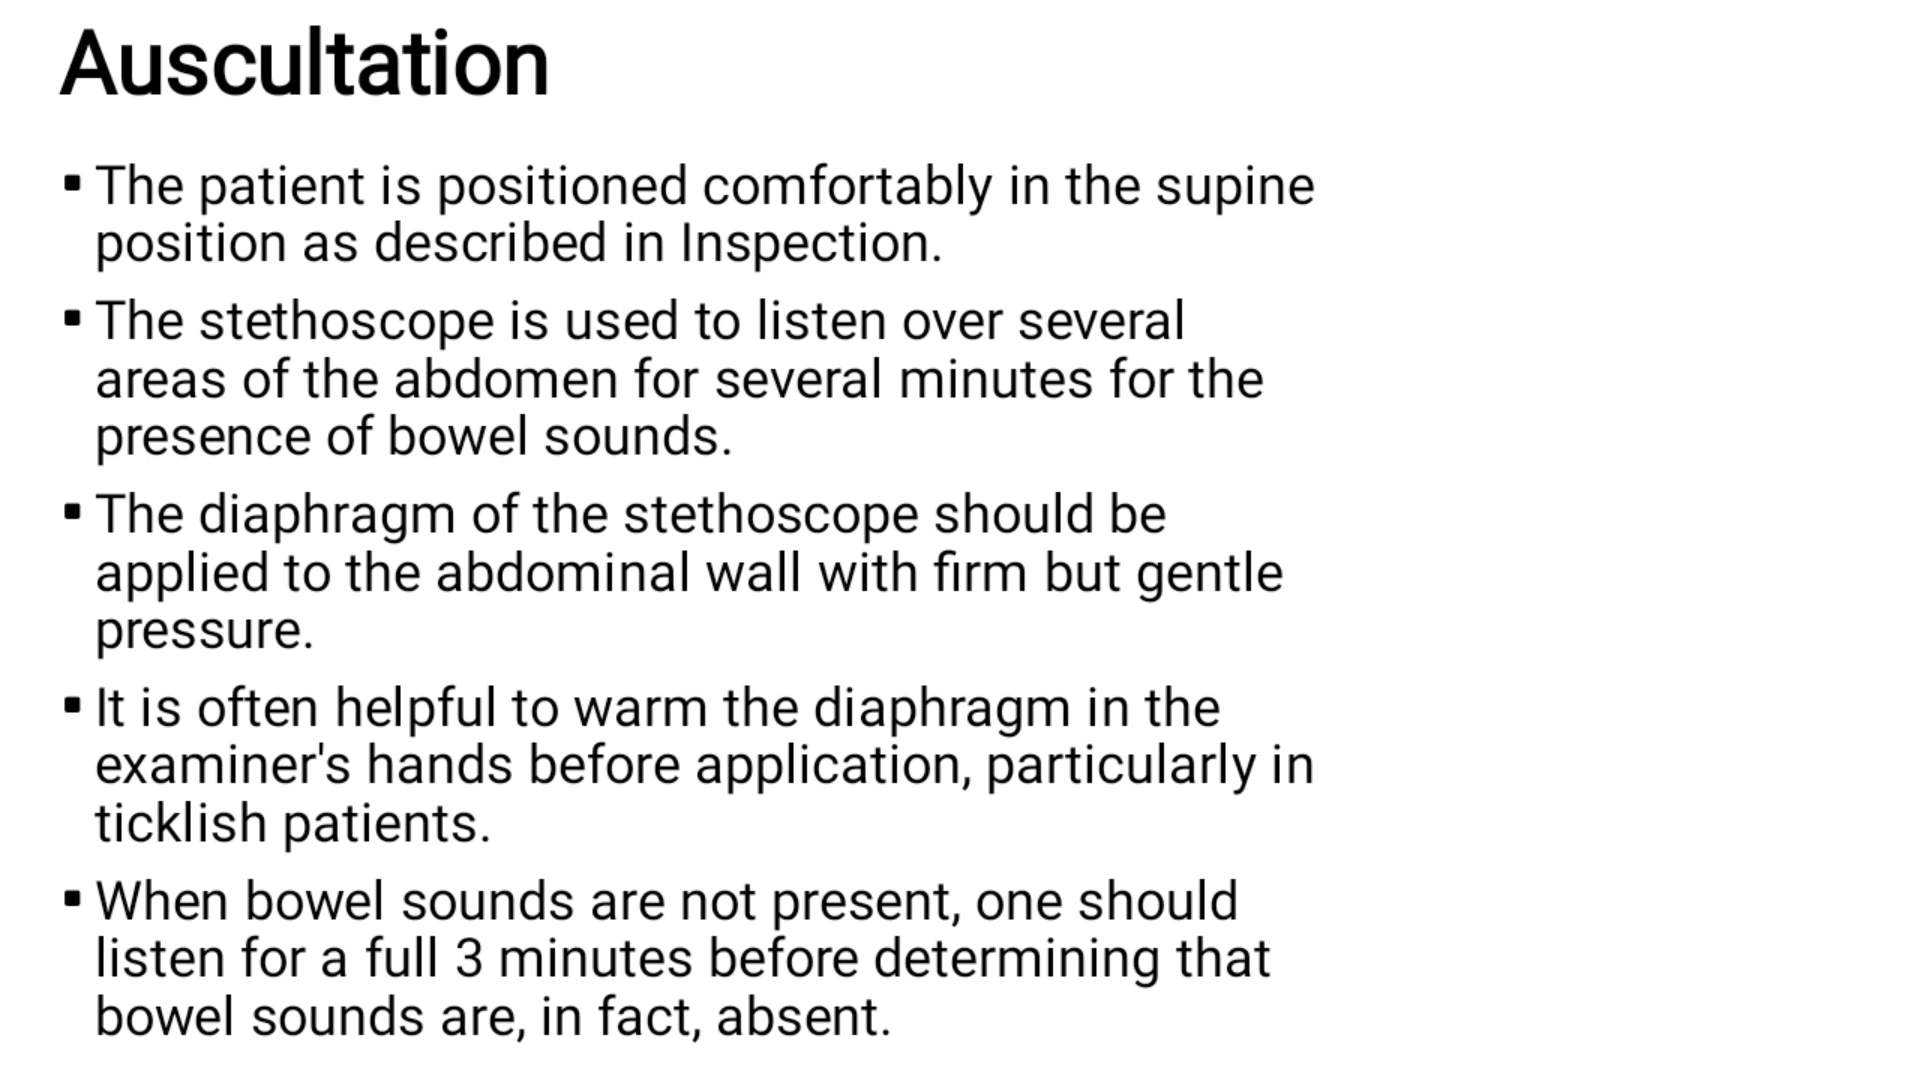 Auscultation
▪ The patient is positioned comfortably in the supine
position as described in Inspection.
▪ The stethoscope is used to listen over several
areas of the abdomen for several minutes for the
presence of bowel sounds.
▪ The diaphragm of the stethoscope should be
applied to the abdominal wall with firm but gentle
pressure.
▪ It is often helpful to warm the diaphragm in the
examiner's hands before application, particularly in
ticklish patients.
▪ When bowel sounds are not present, one should
listen for a full 3 minutes before determining that
bowel sounds are, in fact, absent.